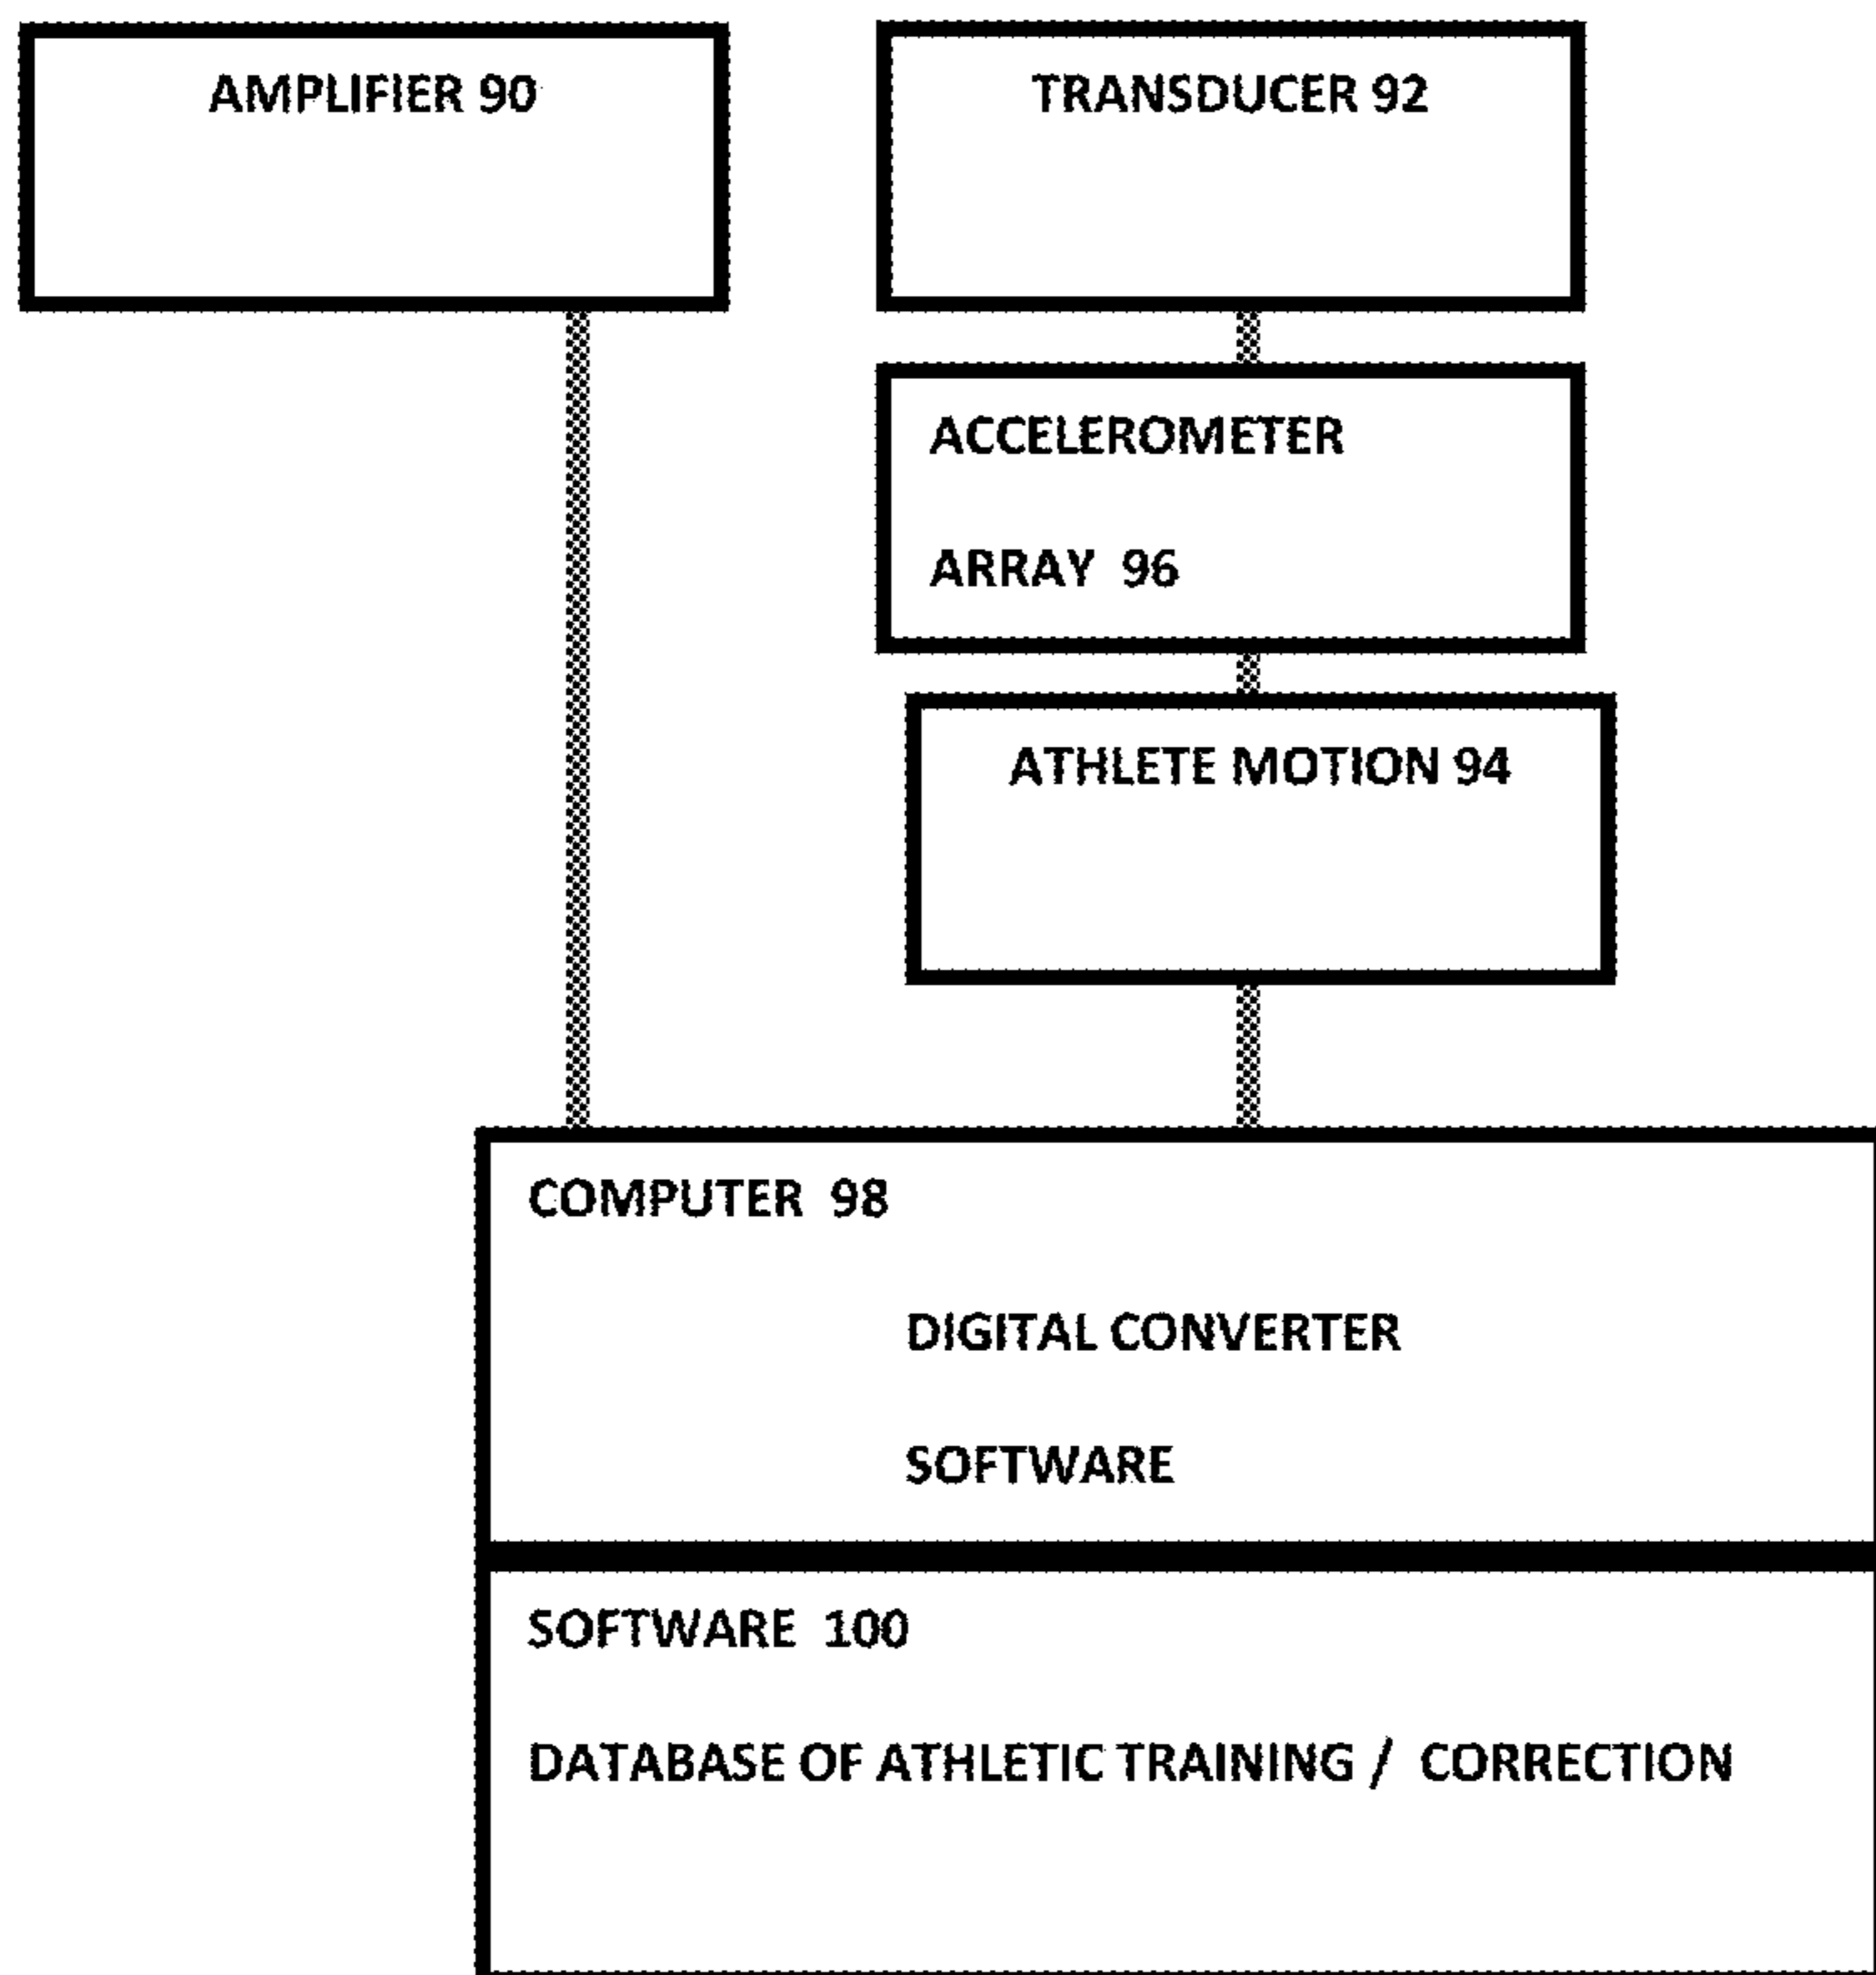 AMPLIFIER 90
TRANSDUCER 92
ACCELEROMETER
ARRAY 96
ATHLETE MOTION 94
COMPUTER 98
DIGITAL CONVERTER
SOFTWARE
SOFTWARE 100
DATABASE OF ATHLETIC TRAINING / CORRECTION